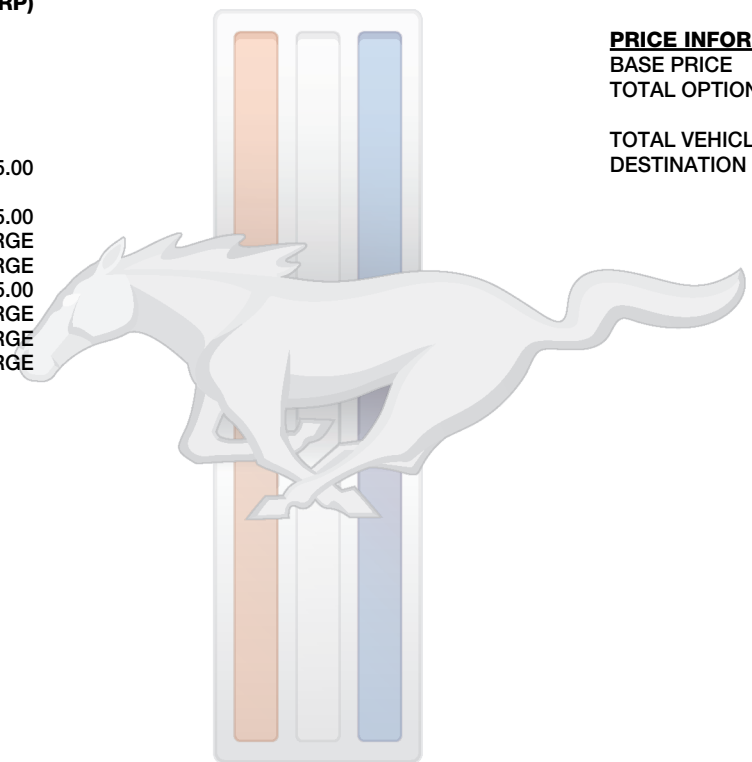 RP)
5.00
5.00
RGE
RGE
5.00
RGE
RGE
RGE
PRICE INFOR
BASE PRICE
TOTAL OPTION
TOTAL VEHICL
DESTINATION